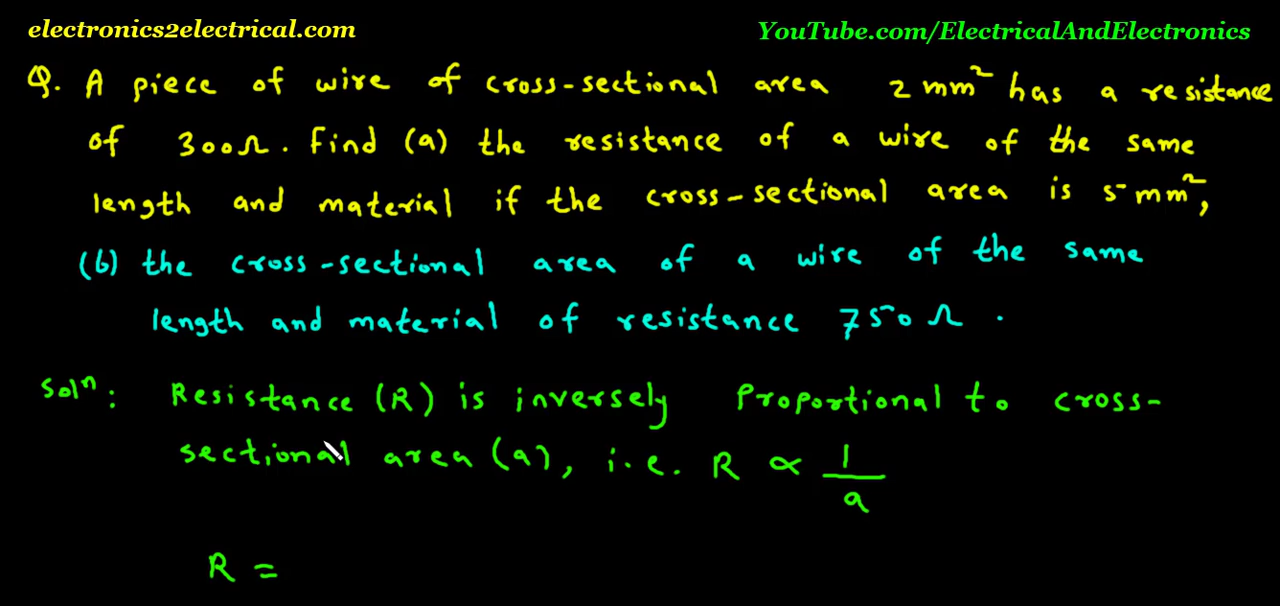 electronics2electrical.com
YouTube.com/ElectricalAndElectronics
Q. A piece of wire of cross-sectional area 2 mm² has a resistance
of 300Ω. Find (a) the resistance of a wire of the same
length and material if the cross-sectional area is 5 mm²,
(b) the cross-sectional area of a wire of the same
length and material of resistance 750Ω.
Solⁿ: Resistance (R) is inversely Proportional to cross-
sectional area (a), i.e. R ∝ 1/a
R =